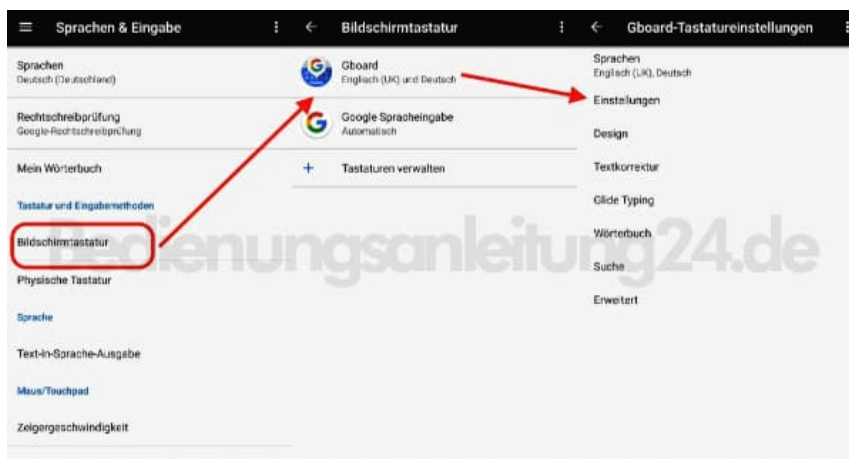 Sprachen & Eingabe
Sprachen
Deutsch (Deutschland)
Rechtschreibprüfung
Google-Rechtschreibprüfung
Mein Wörterbuch
Tastatur und Eingabemethoden
Bildschirmtastatur
Physische Tastatur
Sprache
Text-in-Sprache-Ausgabe
Maus/Touchpad
Zeigergeschwindigkeit
Bildschirmtastatur
Gboard
Englisch (UK) und Deutsch
Google Spracheingabe
Automatisch
Tastaturen verwalten
Gboard-Tastatureinstellungen
Sprachen
Englisch (UK), Deutsch
Einstellungen
Design
Textkorrektur
Glide Typing
Wörterbuch
Suche
Erweitert
Bedienungsanleitung24.de